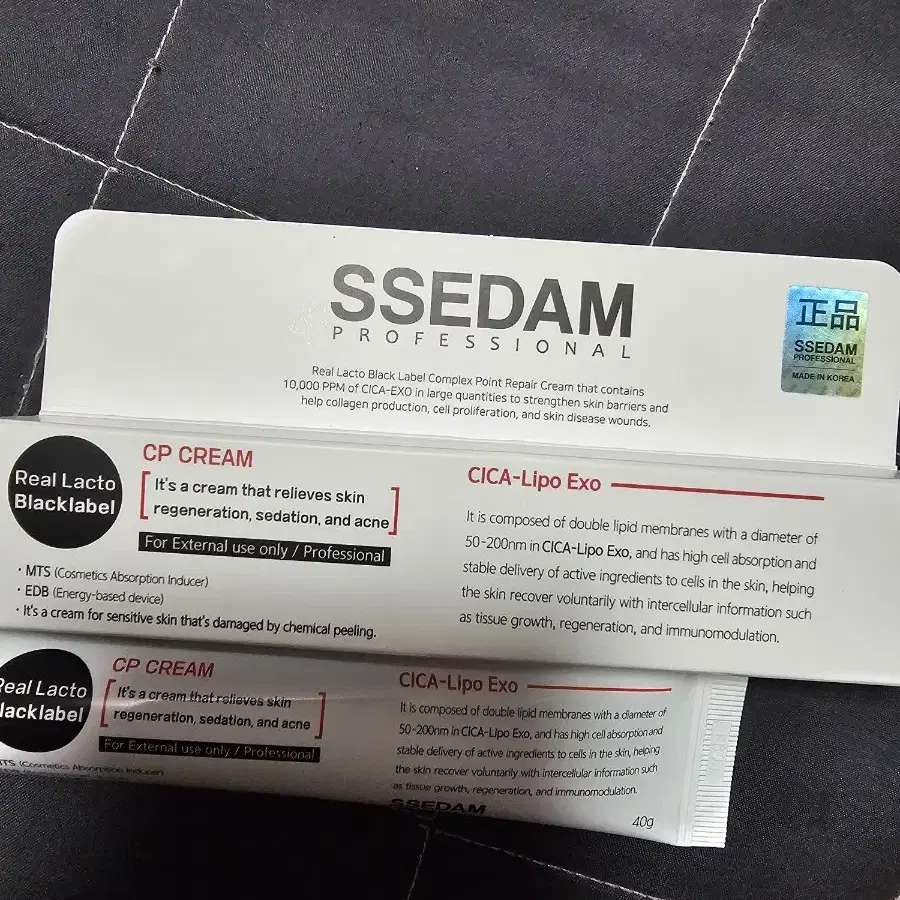 SSEDAM
PROFESSIONAL
Real Lacto Black Label Complex Point Repair Cream that contains
10,000 PPM of CICA-EXO in large quantities to strengthen skin barriers and
help collagen production, cell proliferation, and skin disease wounds.
正品
SSEDAM
PROFESSIONAL
MADE IN KOREA
Real Lacto
Blacklabel
CP CREAM
It's a cream that relieves skin
regeneration, sedation, and acne
For External use only / Professional
· MTS (Cosmetics Absorption Inducer)
· EDB (Energy-based device)
· It's a cream for sensitive skin that's damaged by chemical peeling.
CICA-Lipo Exo
It is composed of double lipid membranes with a diameter of
50-200nm in CICA-Lipo Exo, and has high cell absorption and
stable delivery of active ingredients to cells in the skin, helping
the skin recover voluntarily with intercellular information such
as tissue growth, regeneration, and immunomodulation.
Real Lacto
lacklabel
CP CREAM
It's a cream that relieves skin
regeneration, sedation, and acne
For External use only / Professional
MTS (Cosmetics Absorption Inducer)
CICA-Lipo Exo
It is composed of double lipid membranes with a diameter of
50-200nm in CICA-Lipo Exo, and has high cell absorption and
stable delivery of active ingredients to cells in the skin, helping
the skin recover voluntarily with intercellular information such
as tissue growth, regeneration, and immunomodulation.
SSEDAM
40g